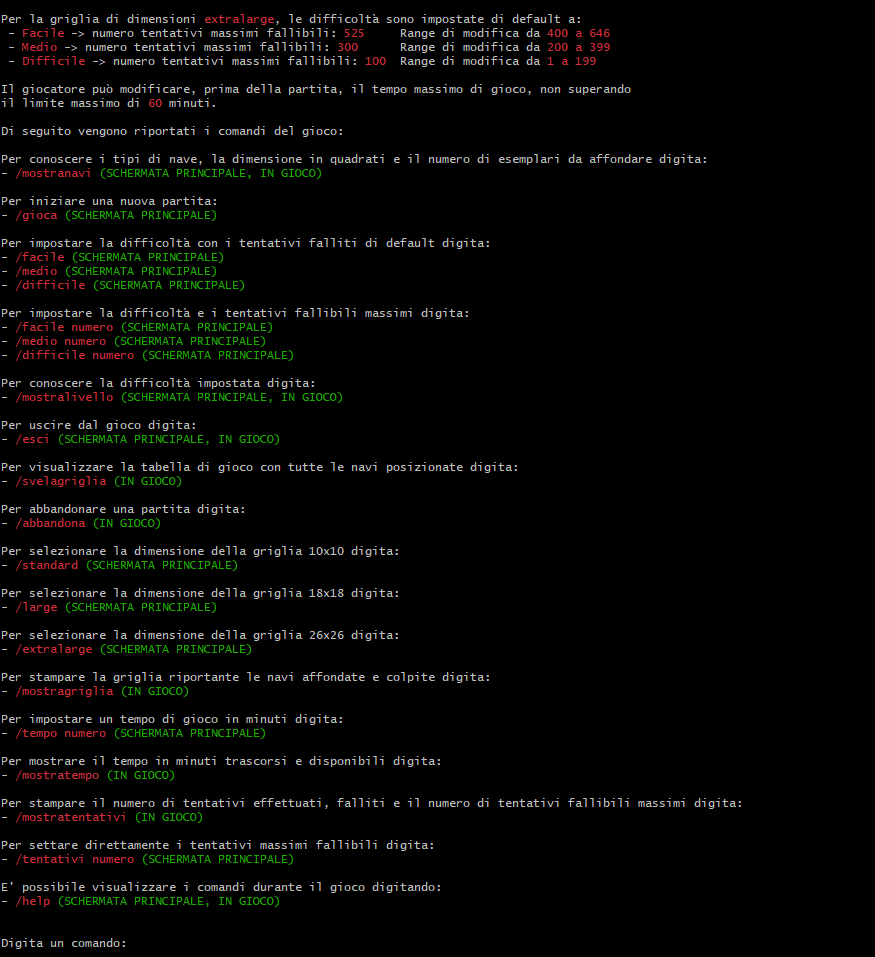 Per la griglia di dimensioni extralarge, le difficoltà sono impostate di default a:
- Facile -> numero tentativi massimi fallibili: 525 Range di modifica da 400 a 646
- Medio -> numero tentativi massimi fallibili: 300 Range di modifica da 200 a 399
- Difficile -> numero tentativi massimi fallibili: 100 Range di modifica da 1 a 199
Il giocatore può modificare, prima della partita, il tempo massimo di gioco, non superando
il limite massimo di 60 minuti.
Di seguito vengono riportati i comandi del gioco:
Per conoscere i tipi di nave, la dimensione in quadrati e il numero di esemplari da affondare digita:
- /mostranavi (SCHERMATA PRINCIPALE, IN GIOCO)
Per iniziare una nuova partita:
- /gioca (SCHERMATA PRINCIPALE)
Per impostare la difficoltà con i tentativi falliti di default digita:
- /facile (SCHERMATA PRINCIPALE)
- /medio (SCHERMATA PRINCIPALE)
- /difficile (SCHERMATA PRINCIPALE)
Per impostare la difficoltà e i tentativi fallibili massimi digita:
- /facile numero (SCHERMATA PRINCIPALE)
- /medio numero (SCHERMATA PRINCIPALE)
- /difficile numero (SCHERMATA PRINCIPALE)
Per conoscere la difficoltà impostata digita:
- /mostralivello (SCHERMATA PRINCIPALE, IN GIOCO)
Per uscire dal gioco digita:
- /esci (SCHERMATA PRINCIPALE, IN GIOCO)
Per visualizzare la tabella di gioco con tutte le navi posizionate digita:
- /svelagriglia (IN GIOCO)
Per abbandonare una partita digita:
- /abbandona (IN GIOCO)
Per selezionare la dimensione della griglia 10x10 digita:
- /standard (SCHERMATA PRINCIPALE)
Per selezionare la dimensione della griglia 18x18 digita:
- /large (SCHERMATA PRINCIPALE)
Per selezionare la dimensione della griglia 26x26 digita:
- /extralarge (SCHERMATA PRINCIPALE)
Per stampare la griglia riportante le navi affondate e colpite digita:
- /mostragriglia (IN GIOCO)
Per impostare un tempo di gioco in minuti digita:
- /tempo numero (SCHERMATA PRINCIPALE)
Per mostrare il tempo in minuti trascorsi e disponibili digita:
- /mostratempo (IN GIOCO)
Per stampare il numero di tentativi effettuati, falliti e il numero di tentativi fallibili massimi digita:
- /mostratentativi (IN GIOCO)
Per settare direttamente i tentativi massimi fallibili digita:
- /tentativi numero (SCHERMATA PRINCIPALE)
E' possibile visualizzare i comandi durante il gioco digitando:
- /help (SCHERMATA PRINCIPALE, IN GIOCO)
Digita un comando: